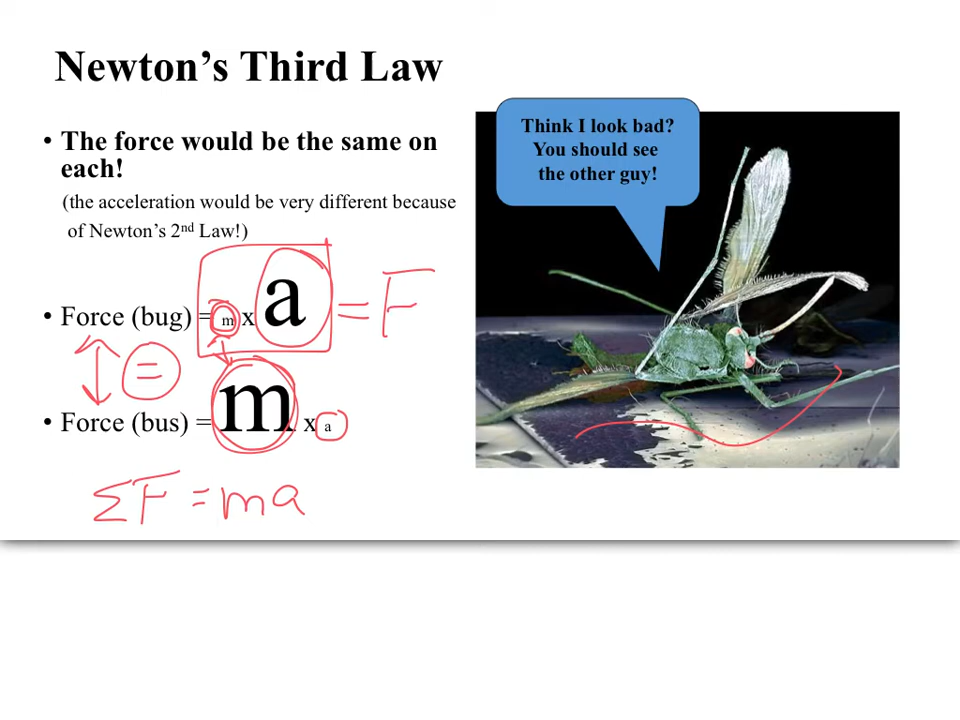 Newton's Third Law
• The force would be the same on
each!
(the acceleration would be very different because
of Newton's 2nd Law!)
• Force (bug) = m x a = F
=
• Force (bus) = m x a
ΣF = ma
Think I look bad?
You should see
the other guy!